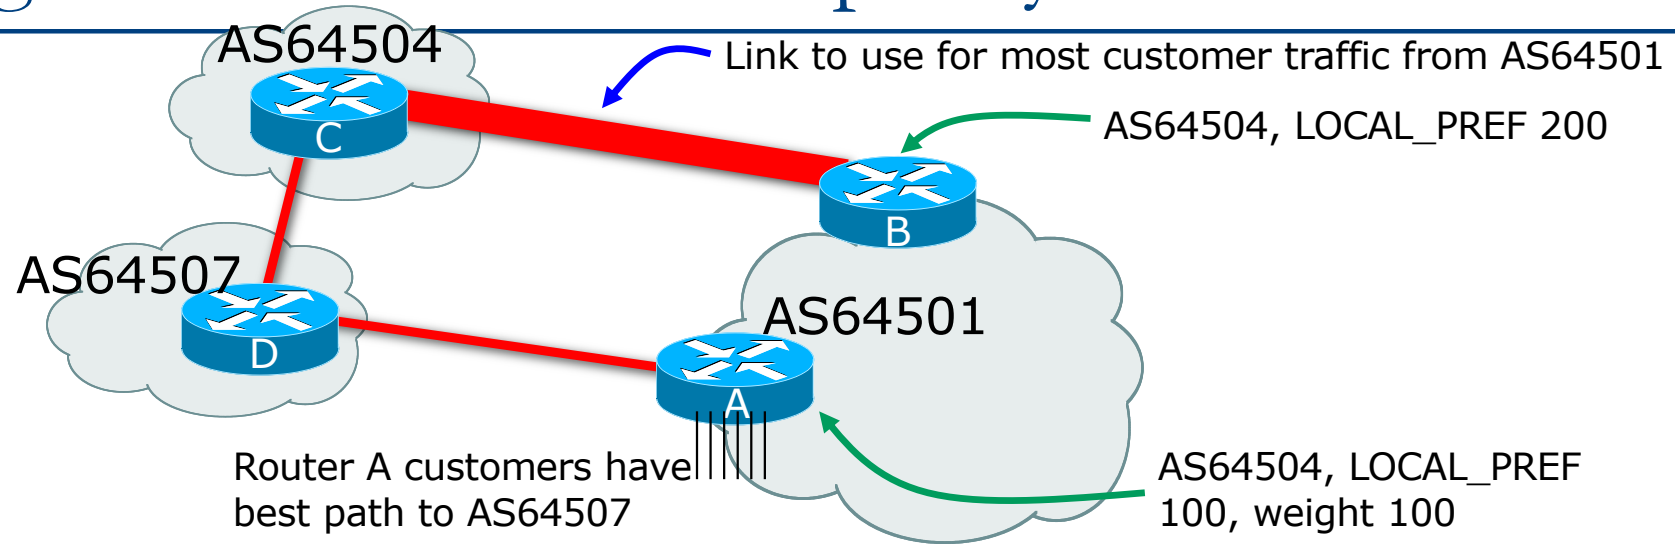 AS64504
Link to use for most customer traffic from AS64501
AS64504, LOCAL_PREF 200
C
B
AS64507
D
AS64501
A
Router A customers have
best path to AS64507
AS64504, LOCAL_PREF
100, weight 100